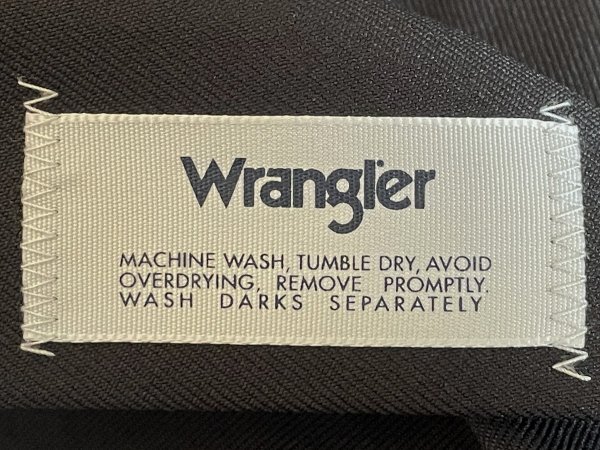 Wrangler
MACHINE WASH, TUMBLE DRY, AVOID
OVERDRYING, REMOVE PROMPTLY.
WASH DARKS SEPARATELY